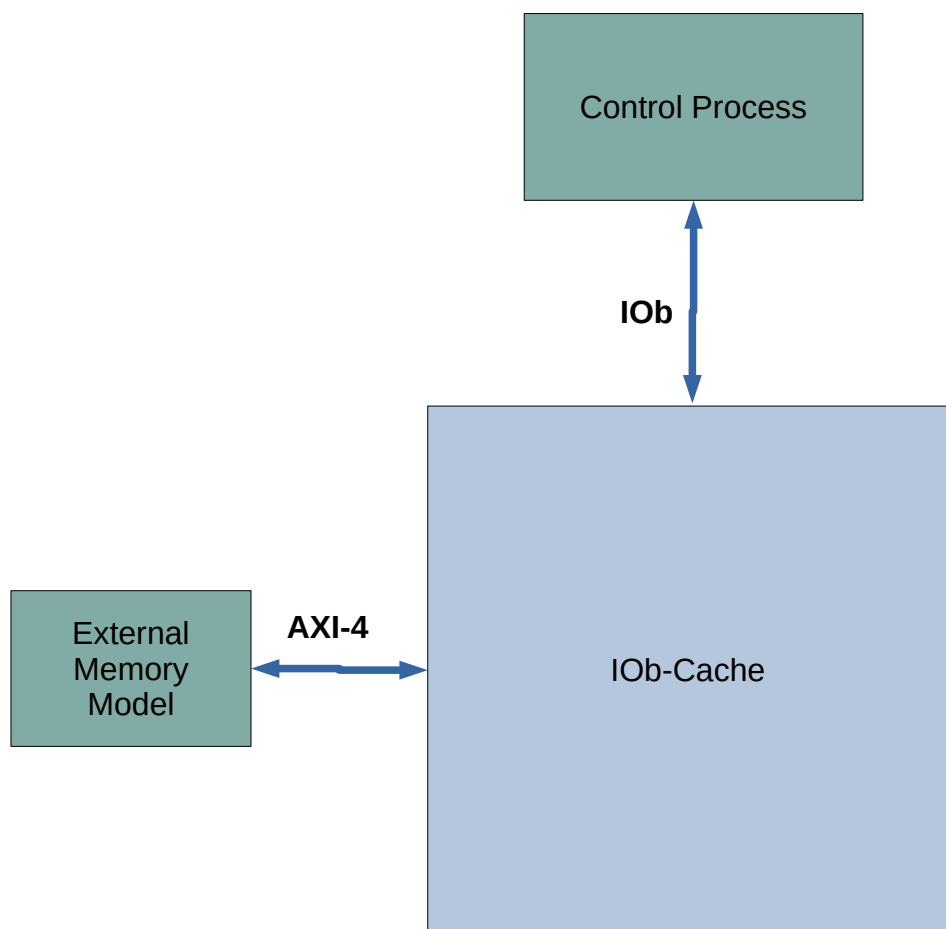 Control Process
IOb
AXI-4
External
Memory
Model
IOb-Cache